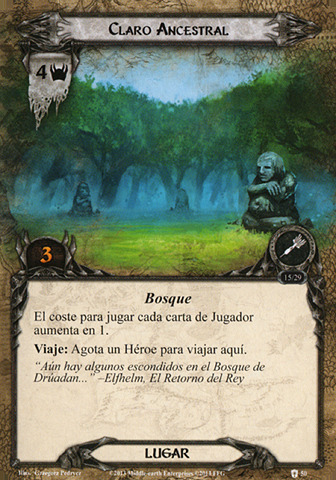 CLARO ANCESTRAL
4
3
15/29
Bosque
El coste para jugar cada carta de Jugador
aumenta en 1.
Viaje: Agota un Héroe para viajar aquí.
“Aún hay algunos escondidos en el Bosque de
Drúadan...” –Elfhelm, El Retorno del Rey
LUGAR
Ilus: Grzegorz Pedrycz
©2013 Middle-earth Enterprises ©2013 FFG
50